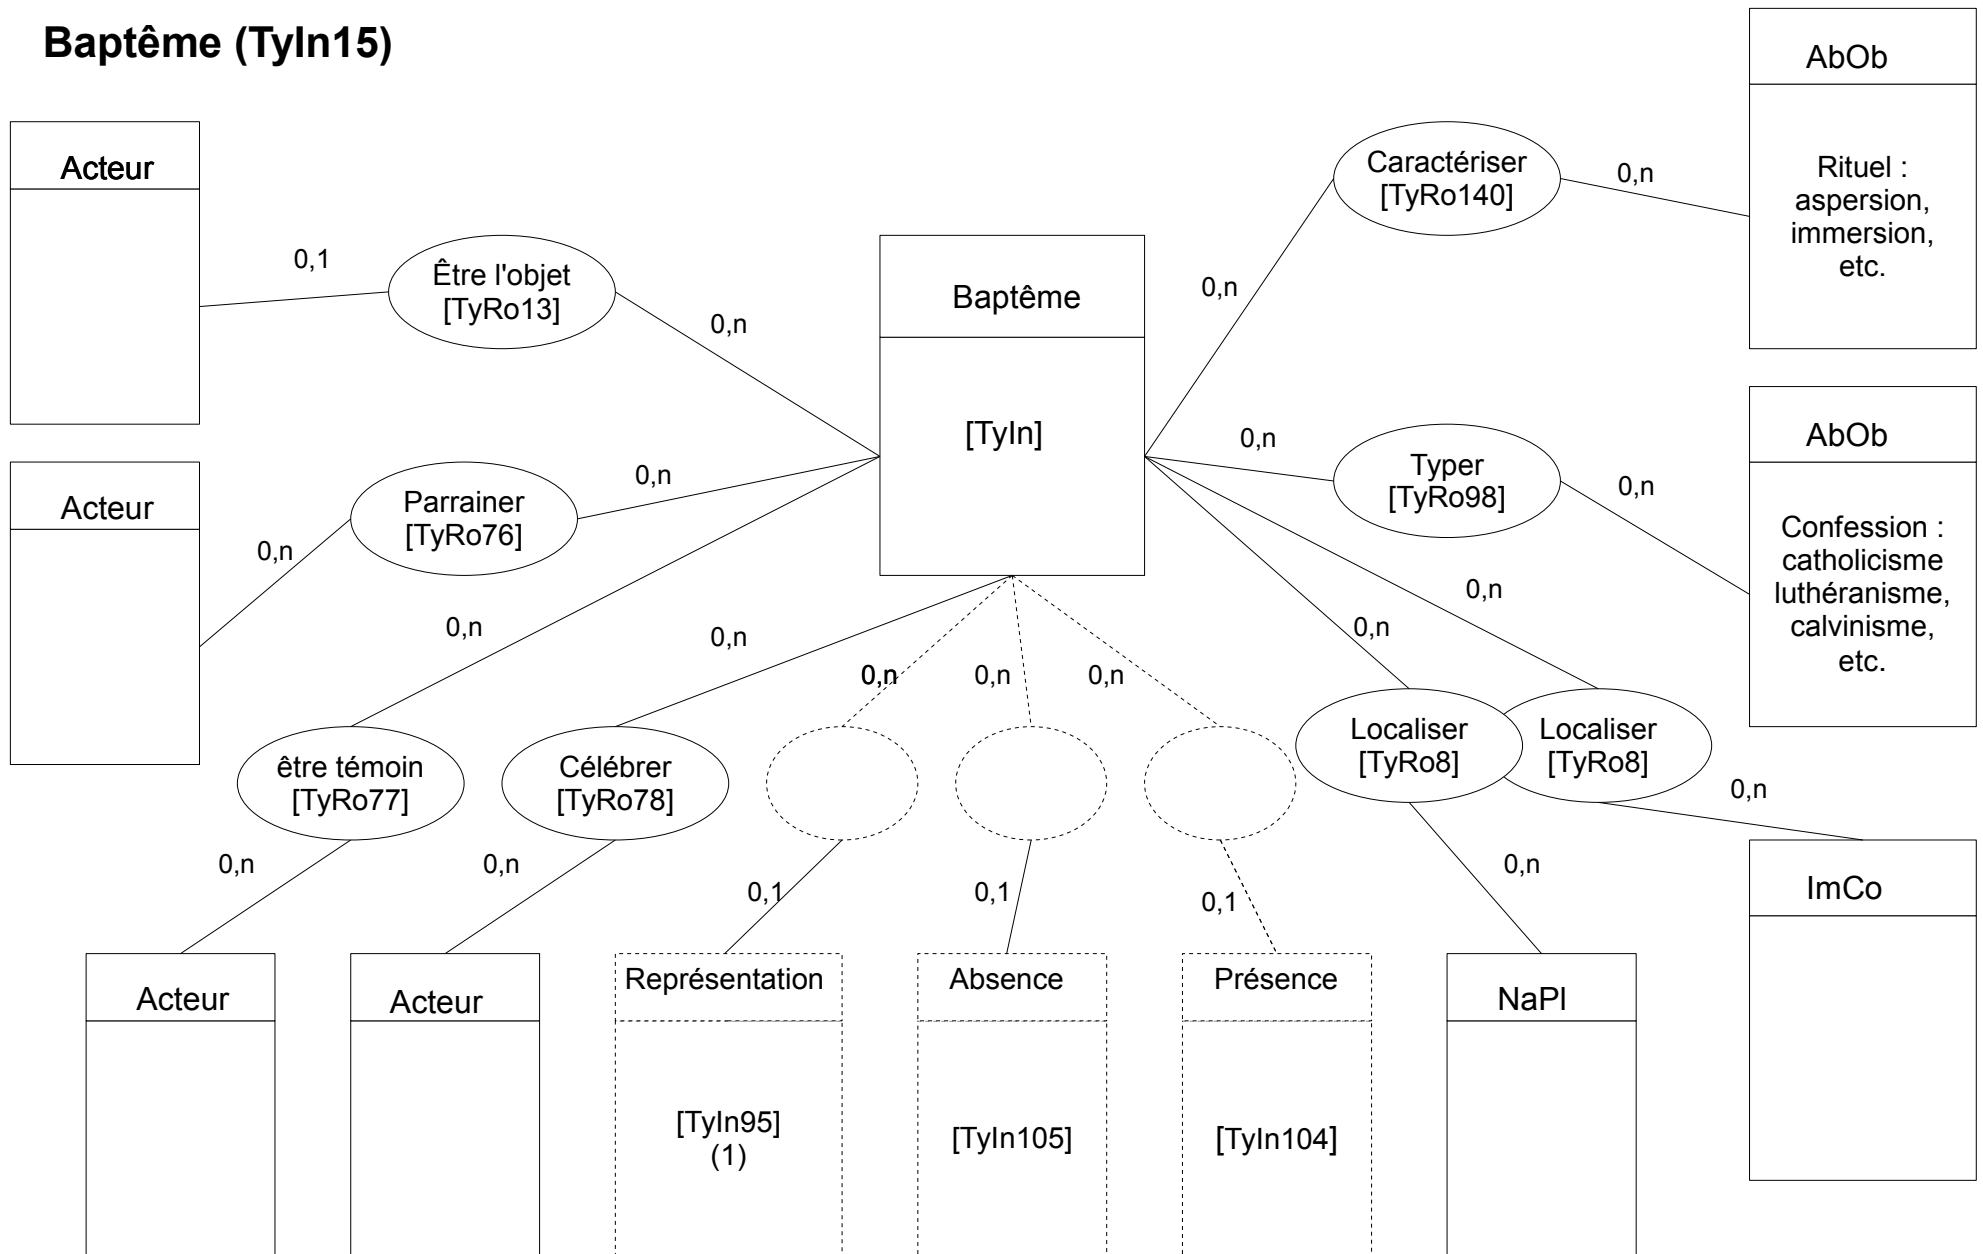 Baptême (TyIn15)
AbOb
Rituel :
aspersion,
immersion,
etc.
Acteur
Caractériser
[TyRo140]
0,n
0,n
0,1
Être l'objet
[TyRo13]
0,n
Baptême
[TyIn]
AbOb
Confession :
catholicisme
luthéranisme,
calvinisme,
etc.
0,n
Typer
[TyRo98]
0,n
Acteur
0,n
Parrainer
[TyRo76]
0,n
0,n
0,n
0,n
0,n
0,n
0,n
0,n
être témoin
[TyRo77]
Célébrer
[TyRo78]
Localiser
[TyRo8]
Localiser
[TyRo8]
0,n
0,n
0,n
0,1
0,1
0,1
0,n
ImCo
Acteur
Acteur
Représentation
[TyIn95]
(1)
Absence
[TyIn105]
Présence
[TyIn104]
NaPl